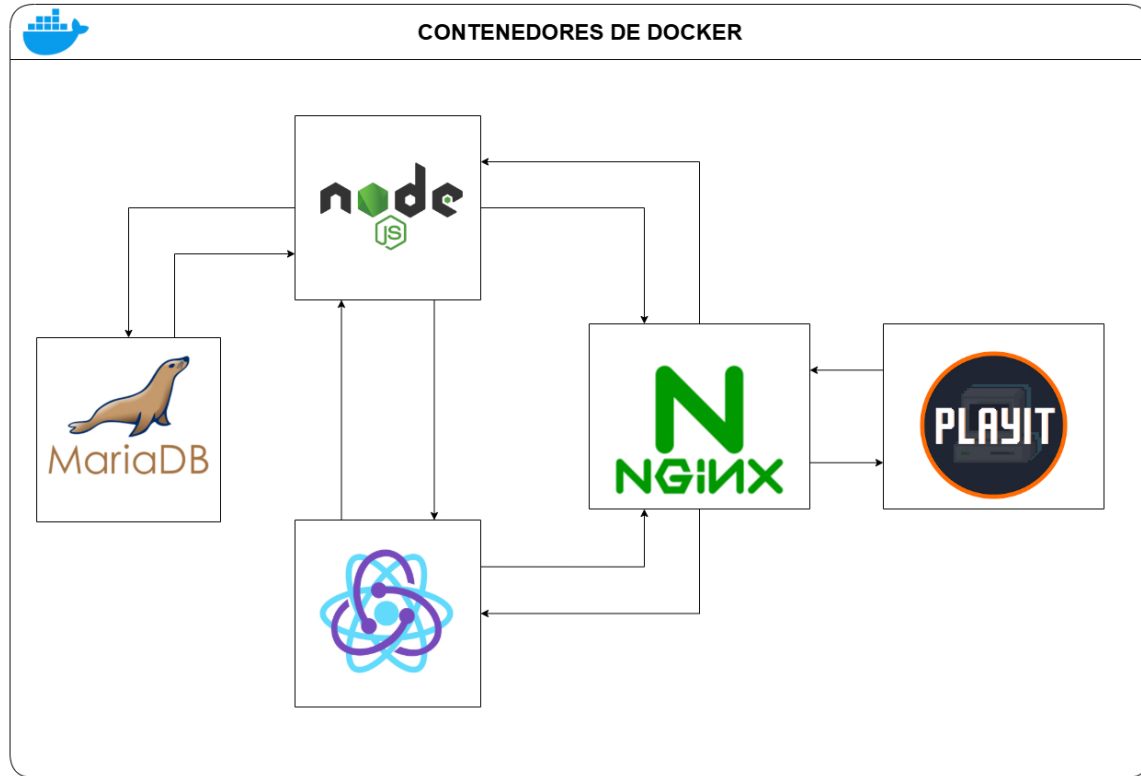 CONTENEDORES DE DOCKER
node
JS
MariaDB
N
NGiNX
PLAYIT